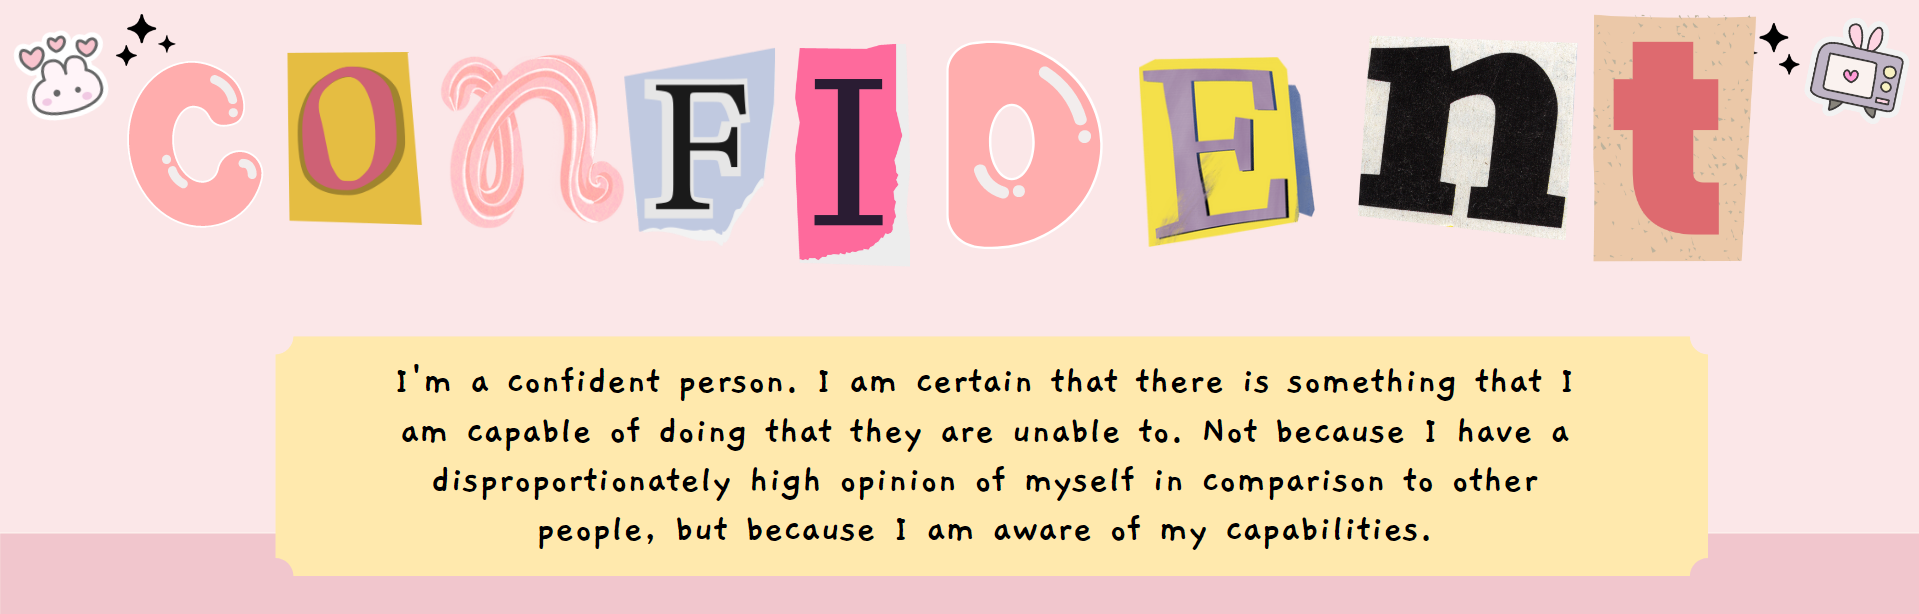 CONFIDEnt
I'm a confident person. I am certain that there is something that I
am capable of doing that they are unable to. Not because I have a
disproportionately high opinion of myself in comparison to other
people, but because I am aware of my capabilities.